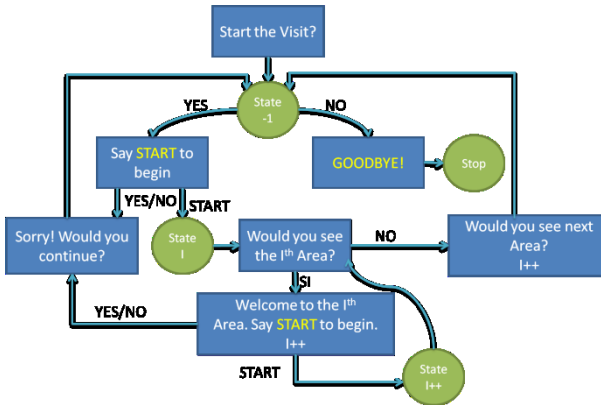 Start the Visit?
YES
State
-1
NO
Say START to
begin
GOODBYE!
Stop
YES/NO
START
Sorry! Would you
continue?
State
I
Would you see
the Ith Area?
NO
Would you see next
Area?
I++
SI
YES/NO
Welcome to the Ith
Area. Say START to begin.
I++
START
State
I++